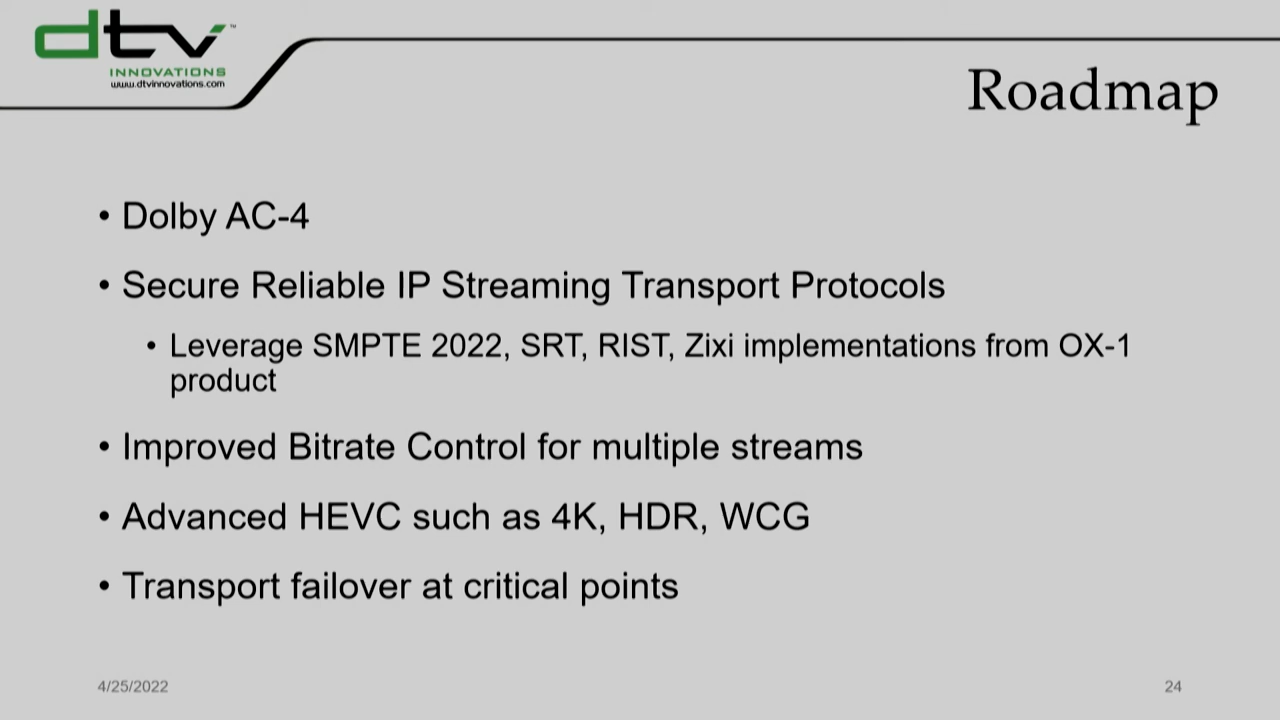 dtv™
INNOVATIONS
www.dtvinnovations.com
Roadmap
• Dolby AC-4
• Secure Reliable IP Streaming Transport Protocols
• Leverage SMPTE 2022, SRT, RIST, Zixi implementations from OX-1
product
• Improved Bitrate Control for multiple streams
• Advanced HEVC such as 4K, HDR, WCG
• Transport failover at critical points
4/25/2022
24